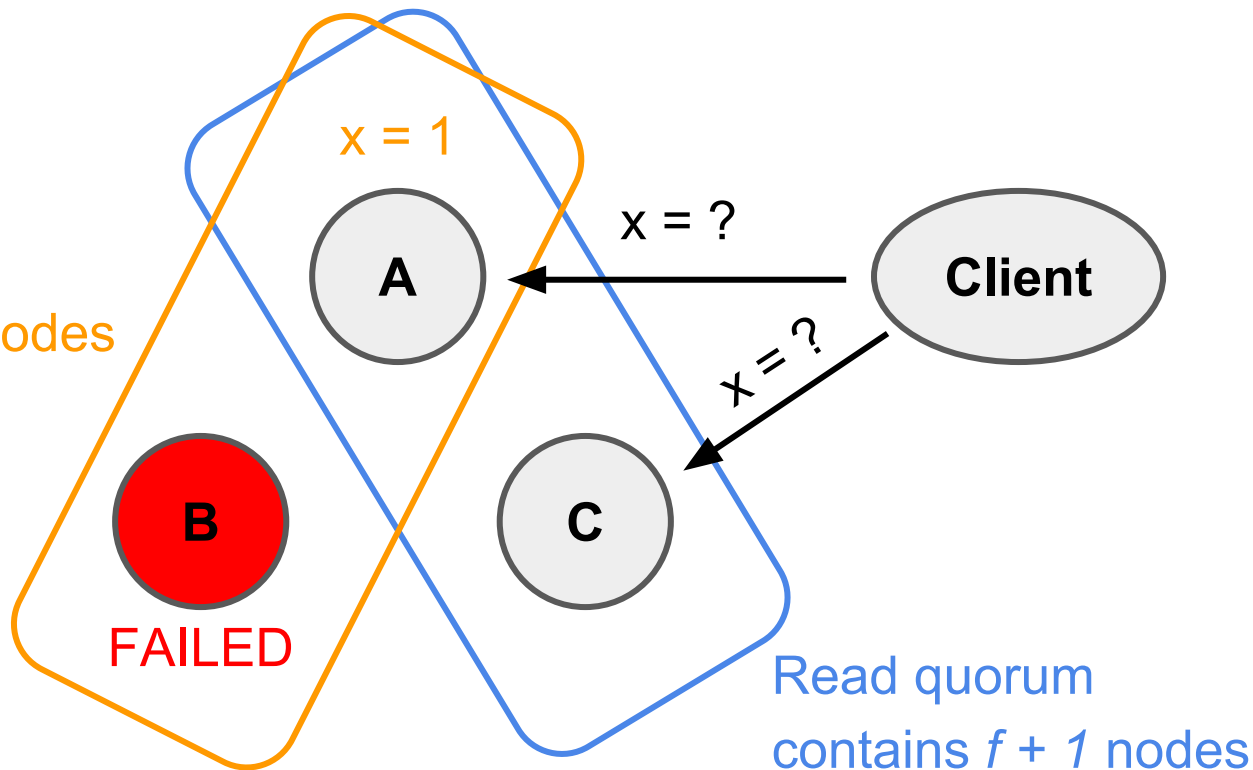 x = 1
x = ?
A
Client
odes
x = ?
B
C
FAILED
Read quorum
contains f + 1 nodes